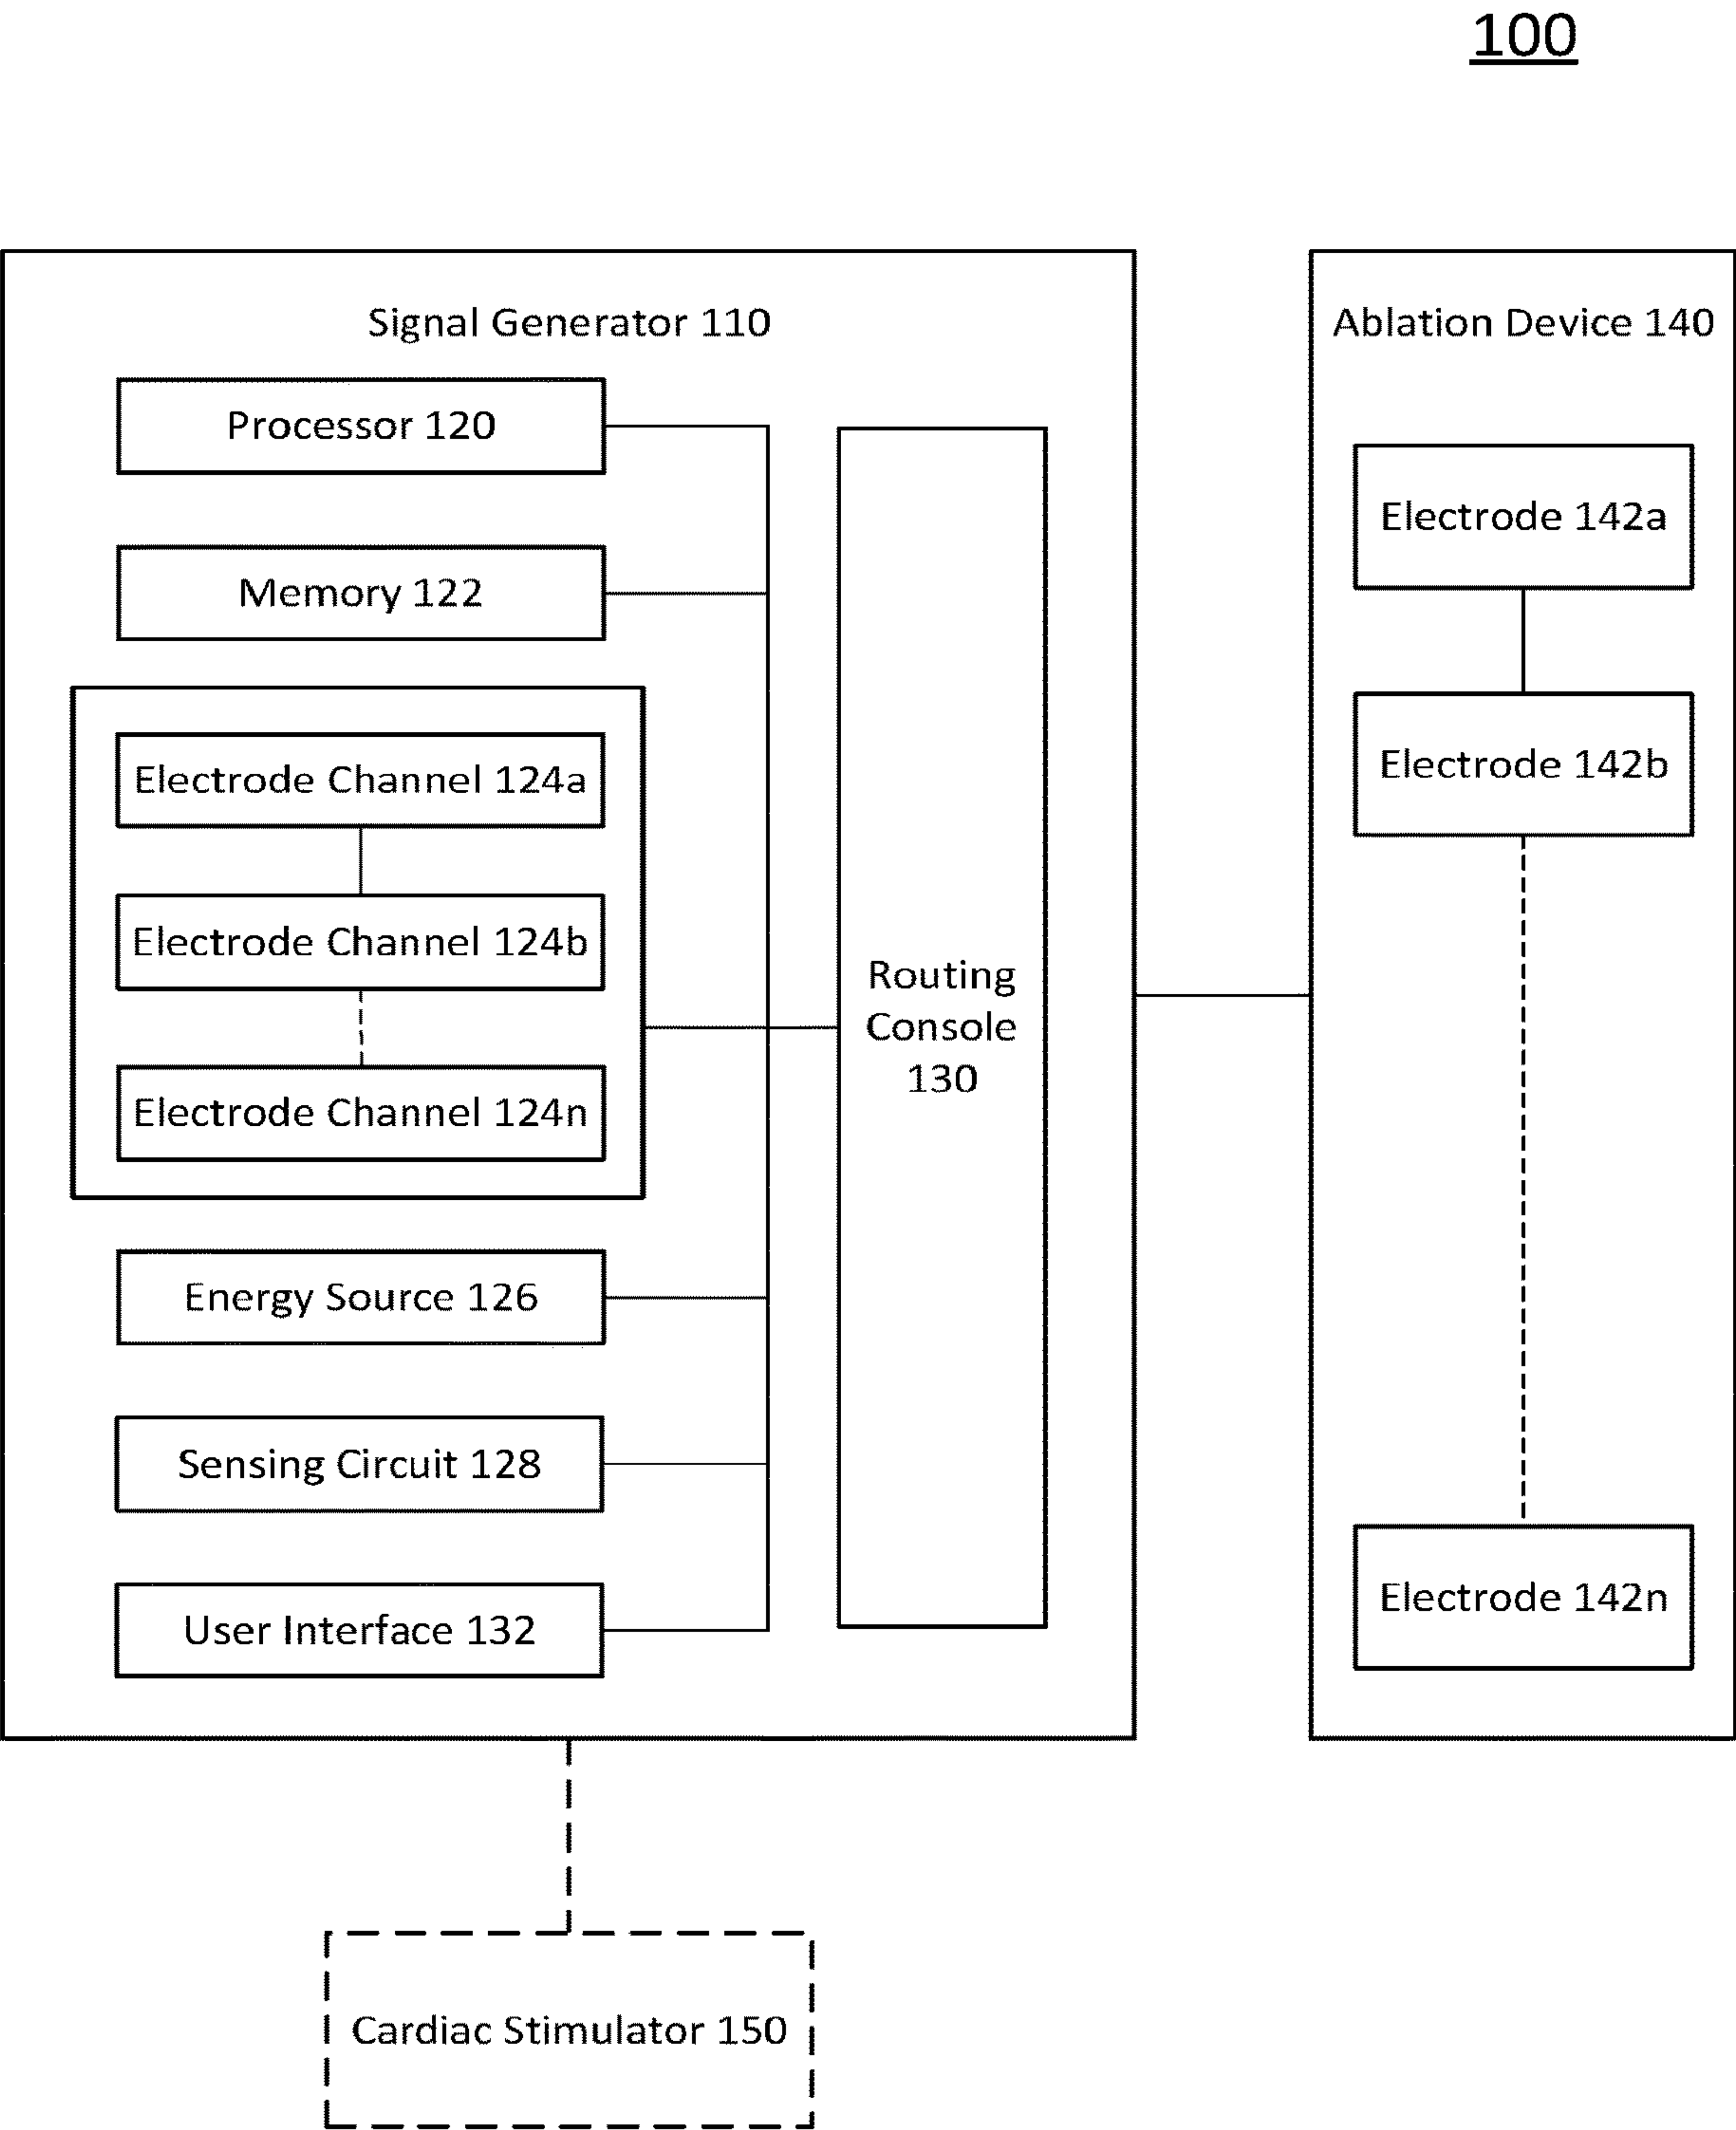 100
Signal Generator 110
Processor 120
Memory 122
Electrode Channel 124a
Electrode Channel 124b
Electrode Channel 124n
Energy Source 126
Sensing Circuit 128
User Interface 132
Routing
Console
130
Ablation Device 140
Electrode 142a
Electrode 142b
Electrode 142n
Cardiac Stimulator 150